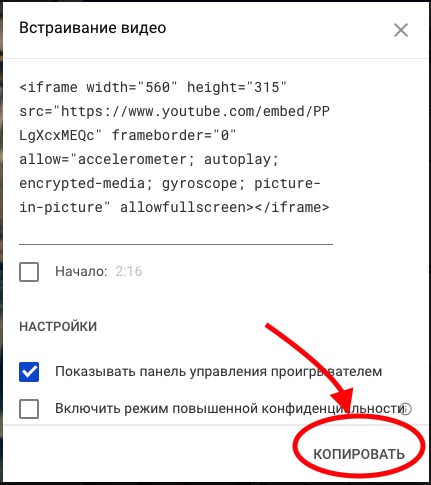 Встраивание видео
<iframe width="560" height="315"
src="https://www.youtube.com/embed/PP
LgXcxMEQc" frameborder="0"
allow="accelerometer; autoplay;
encrypted-media; gyroscope; picture-
in-picture" allowfullscreen></iframe>
Начало: 2:16
НАСТРОЙКИ
Показывать панель управления проигрывателем
Включить режим повышенной конфиденциальности
КОПИРОВАТЬ